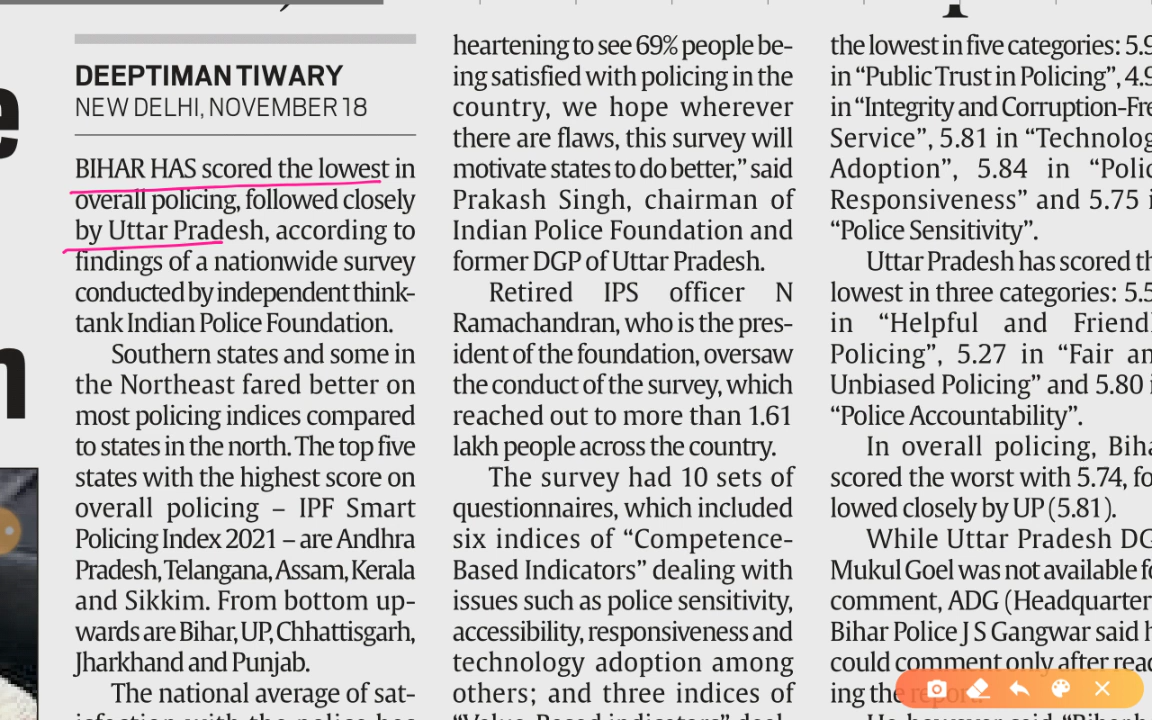 DEEPTIMAN TIWARY
NEW DELHI, NOVEMBER 18
BIHAR HAS scored the lowest in
overall policing, followed closely
by Uttar Pradesh, according to
findings of a nationwide survey
conducted by independent think-
tank Indian Police Foundation.
Southern states and some in
the Northeast fared better on
most policing indices compared
to states in the north. The top five
states with the highest score on
overall policing – IPF Smart
Policing Index 2021 – are Andhra
Pradesh, Telangana, Assam, Kerala
and Sikkim. From bottom up-
wards are Bihar, UP, Chhattisgarh,
Jharkhand and Punjab.
The national average of sat-
heartening to see 69% people be-
ing satisfied with policing in the
country, we hope wherever
there are flaws, this survey will
motivate states to do better,” said
Prakash Singh, chairman of
Indian Police Foundation and
former DGP of Uttar Pradesh.
Retired IPS officer N
Ramachandran, who is the pres-
ident of the foundation, oversaw
the conduct of the survey, which
reached out to more than 1.61
lakh people across the country.
The survey had 10 sets of
questionnaires, which included
six indices of “Competence-
Based Indicators” dealing with
issues such as police sensitivity,
accessibility, responsiveness and
technology adoption among
others; and three indices of
the lowest in five categories: 5.9
in “Public Trust in Policing”, 4.9
in “Integrity and Corruption-Fre
Service”, 5.81 in “Technolog
Adoption”, 5.84 in “Polic
Responsiveness” and 5.75 i
“Police Sensitivity”.
Uttar Pradesh has scored th
lowest in three categories: 5.5
in “Helpful and Friendl
Policing”, 5.27 in “Fair an
Unbiased Policing” and 5.80 i
“Police Accountability”.
In overall policing, Biha
scored the worst with 5.74, fo
lowed closely by UP (5.81).
While Uttar Pradesh DG
Mukul Goel was not available fo
comment, ADG (Headquarter
Bihar Police J S Gangwar said h
could comment only after read
ing the report.